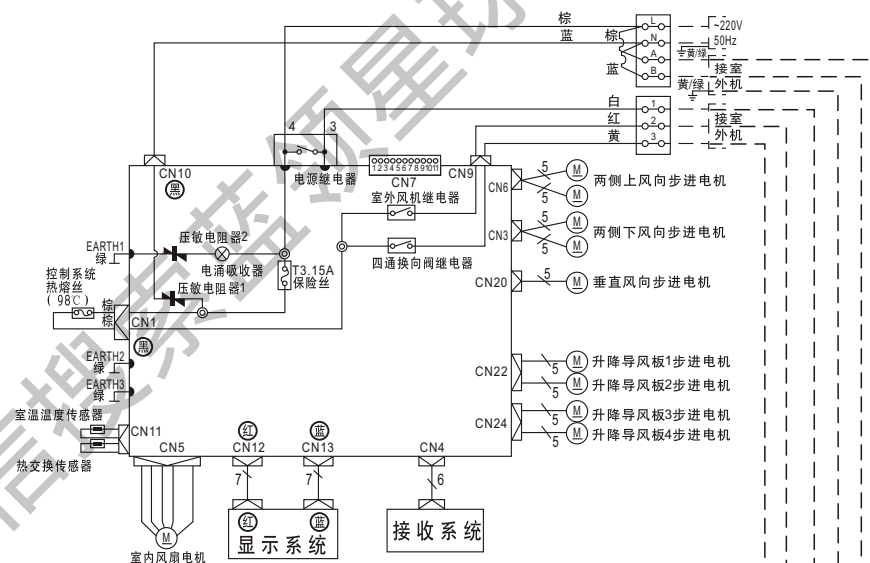 棕
蓝
棕
蓝
L
N
A
B
~220V
50Hz
黄/绿
接室
外机
黄/绿
白
红
黄
1
2
3
接室
外机
4
3
CN10
黑
电源继电器
1234567891011
CN7
CN9
室外风机继电器
四通换向阀继电器
CN6
5
5
M
M
两侧上风向步进电机
CN3
5
5
M
M
两侧下风向步进电机
CN20
5
M
垂直风向步进电机
EARTH1
绿
压敏电阻器2
电涌吸收器
T3.15A
保险丝
压敏电阻器1
控制系统
热熔丝
(98℃)
棕
棕
CN1
黑
EARTH2
绿
EARTH3
绿
CN22
5
5
M
M
升降导风板1步进电机
升降导风板2步进电机
CN24
5
5
M
M
升降导风板3步进电机
升降导风板4步进电机
室温温度传感器
CN11
热交换传感器
CN5
M
室内风扇电机
红
CN12
7
红
蓝
CN13
7
蓝
显示系统
CN4
6
接收系统
信搜索蓝领星球